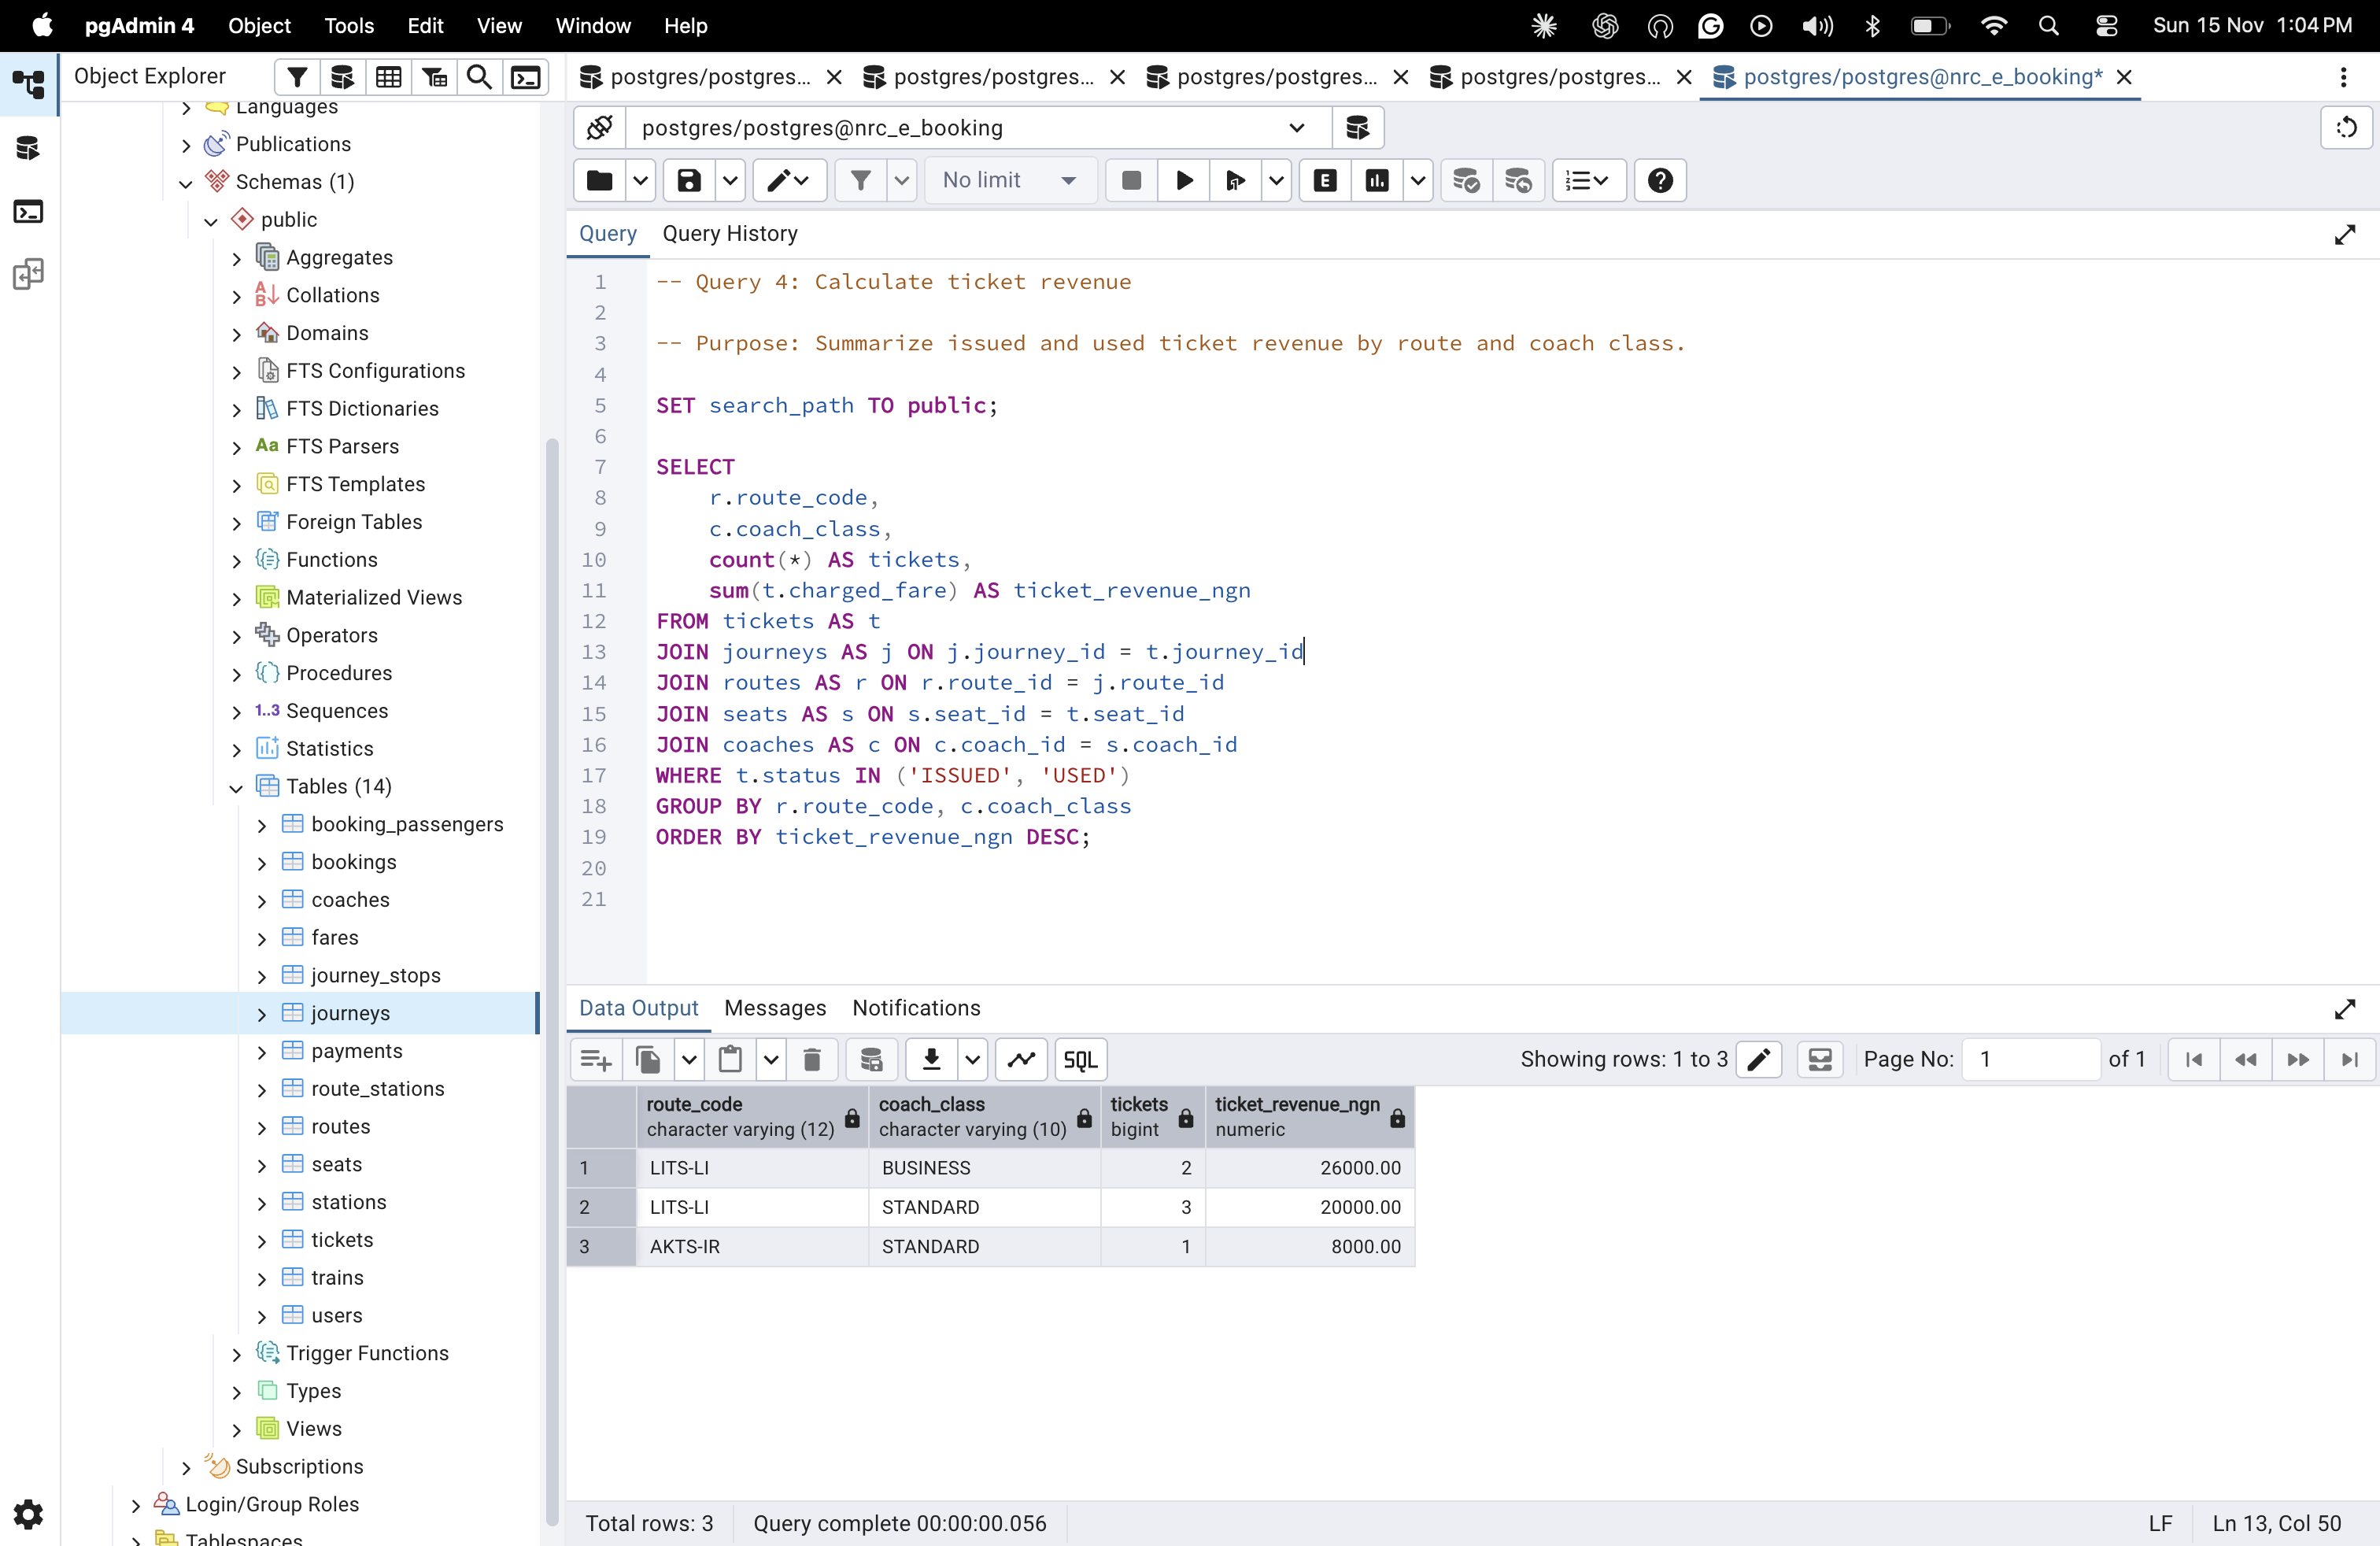 pgAdmin 4 Object Tools Edit View Window Help Sun 15 Nov 1:04 PM
Object Explorer
Languages
Publications
Schemas (1)
public
Aggregates
Collations
Domains
FTS Configurations
FTS Dictionaries
Aa FTS Parsers
FTS Templates
Foreign Tables
Functions
Materialized Views
Operators
Procedures
1..3 Sequences
Statistics
Tables (14)
booking_passengers
bookings
coaches
fares
journey_stops
journeys
payments
route_stations
routes
seats
stations
tickets
trains
users
Trigger Functions
Types
Views
Subscriptions
Login/Group Roles
Tablespaces
postgres/postgres... postgres/postgres... postgres/postgres... postgres/postgres... postgres/postgres@nrc_e_booking*
postgres/postgres@nrc_e_booking
No limit
E
Query Query History
1 -- Query 4: Calculate ticket revenue
2
3 -- Purpose: Summarize issued and used ticket revenue by route and coach class.
4
5 SET search_path TO public;
6
7 SELECT
8 r.route_code,
9 c.coach_class,
10 count(*) AS tickets,
11 sum(t.charged_fare) AS ticket_revenue_ngn
12 FROM tickets AS t
13 JOIN journeys AS j ON j.journey_id = t.journey_id
14 JOIN routes AS r ON r.route_id = j.route_id
15 JOIN seats AS s ON s.seat_id = t.seat_id
16 JOIN coaches AS c ON c.coach_id = s.coach_id
17 WHERE t.status IN ('ISSUED', 'USED')
18 GROUP BY r.route_code, c.coach_class
19 ORDER BY ticket_revenue_ngn DESC;
20
21
Data Output Messages Notifications
SQL Showing rows: 1 to 3 Page No: 1 of 1
route_code coach_class tickets ticket_revenue_ngn
character varying (12) character varying (10) bigint numeric
1 LITS-LI BUSINESS 2 26000.00
2 LITS-LI STANDARD 3 20000.00
3 AKTS-IR STANDARD 1 8000.00
Total rows: 3 Query complete 00:00:00.056 LF Ln 13, Col 50